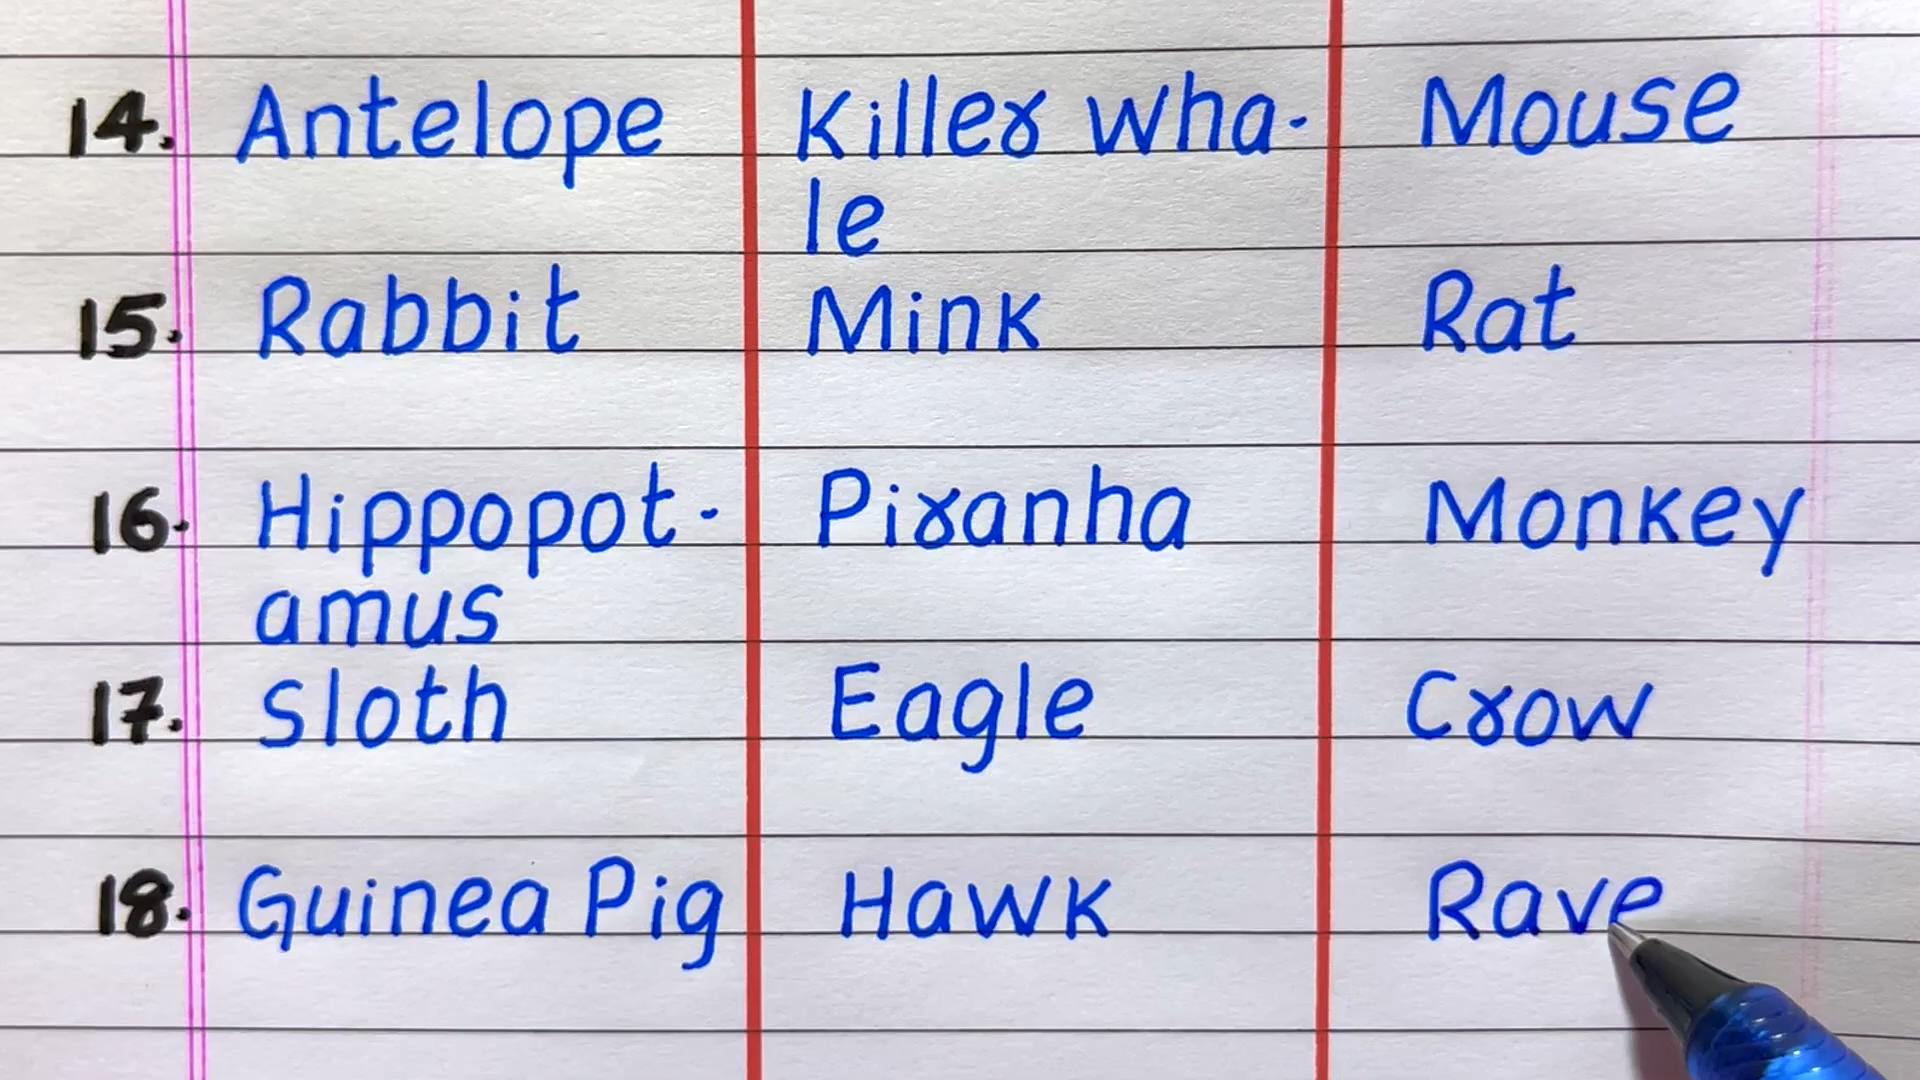 14. Antelope Killer wha-
le Mouse
15. Rabbit Mink Rat
16. Hippopot-
amus Piranha Monkey
17. Sloth Eagle Crow
18. Guinea Pig Hawk Rave